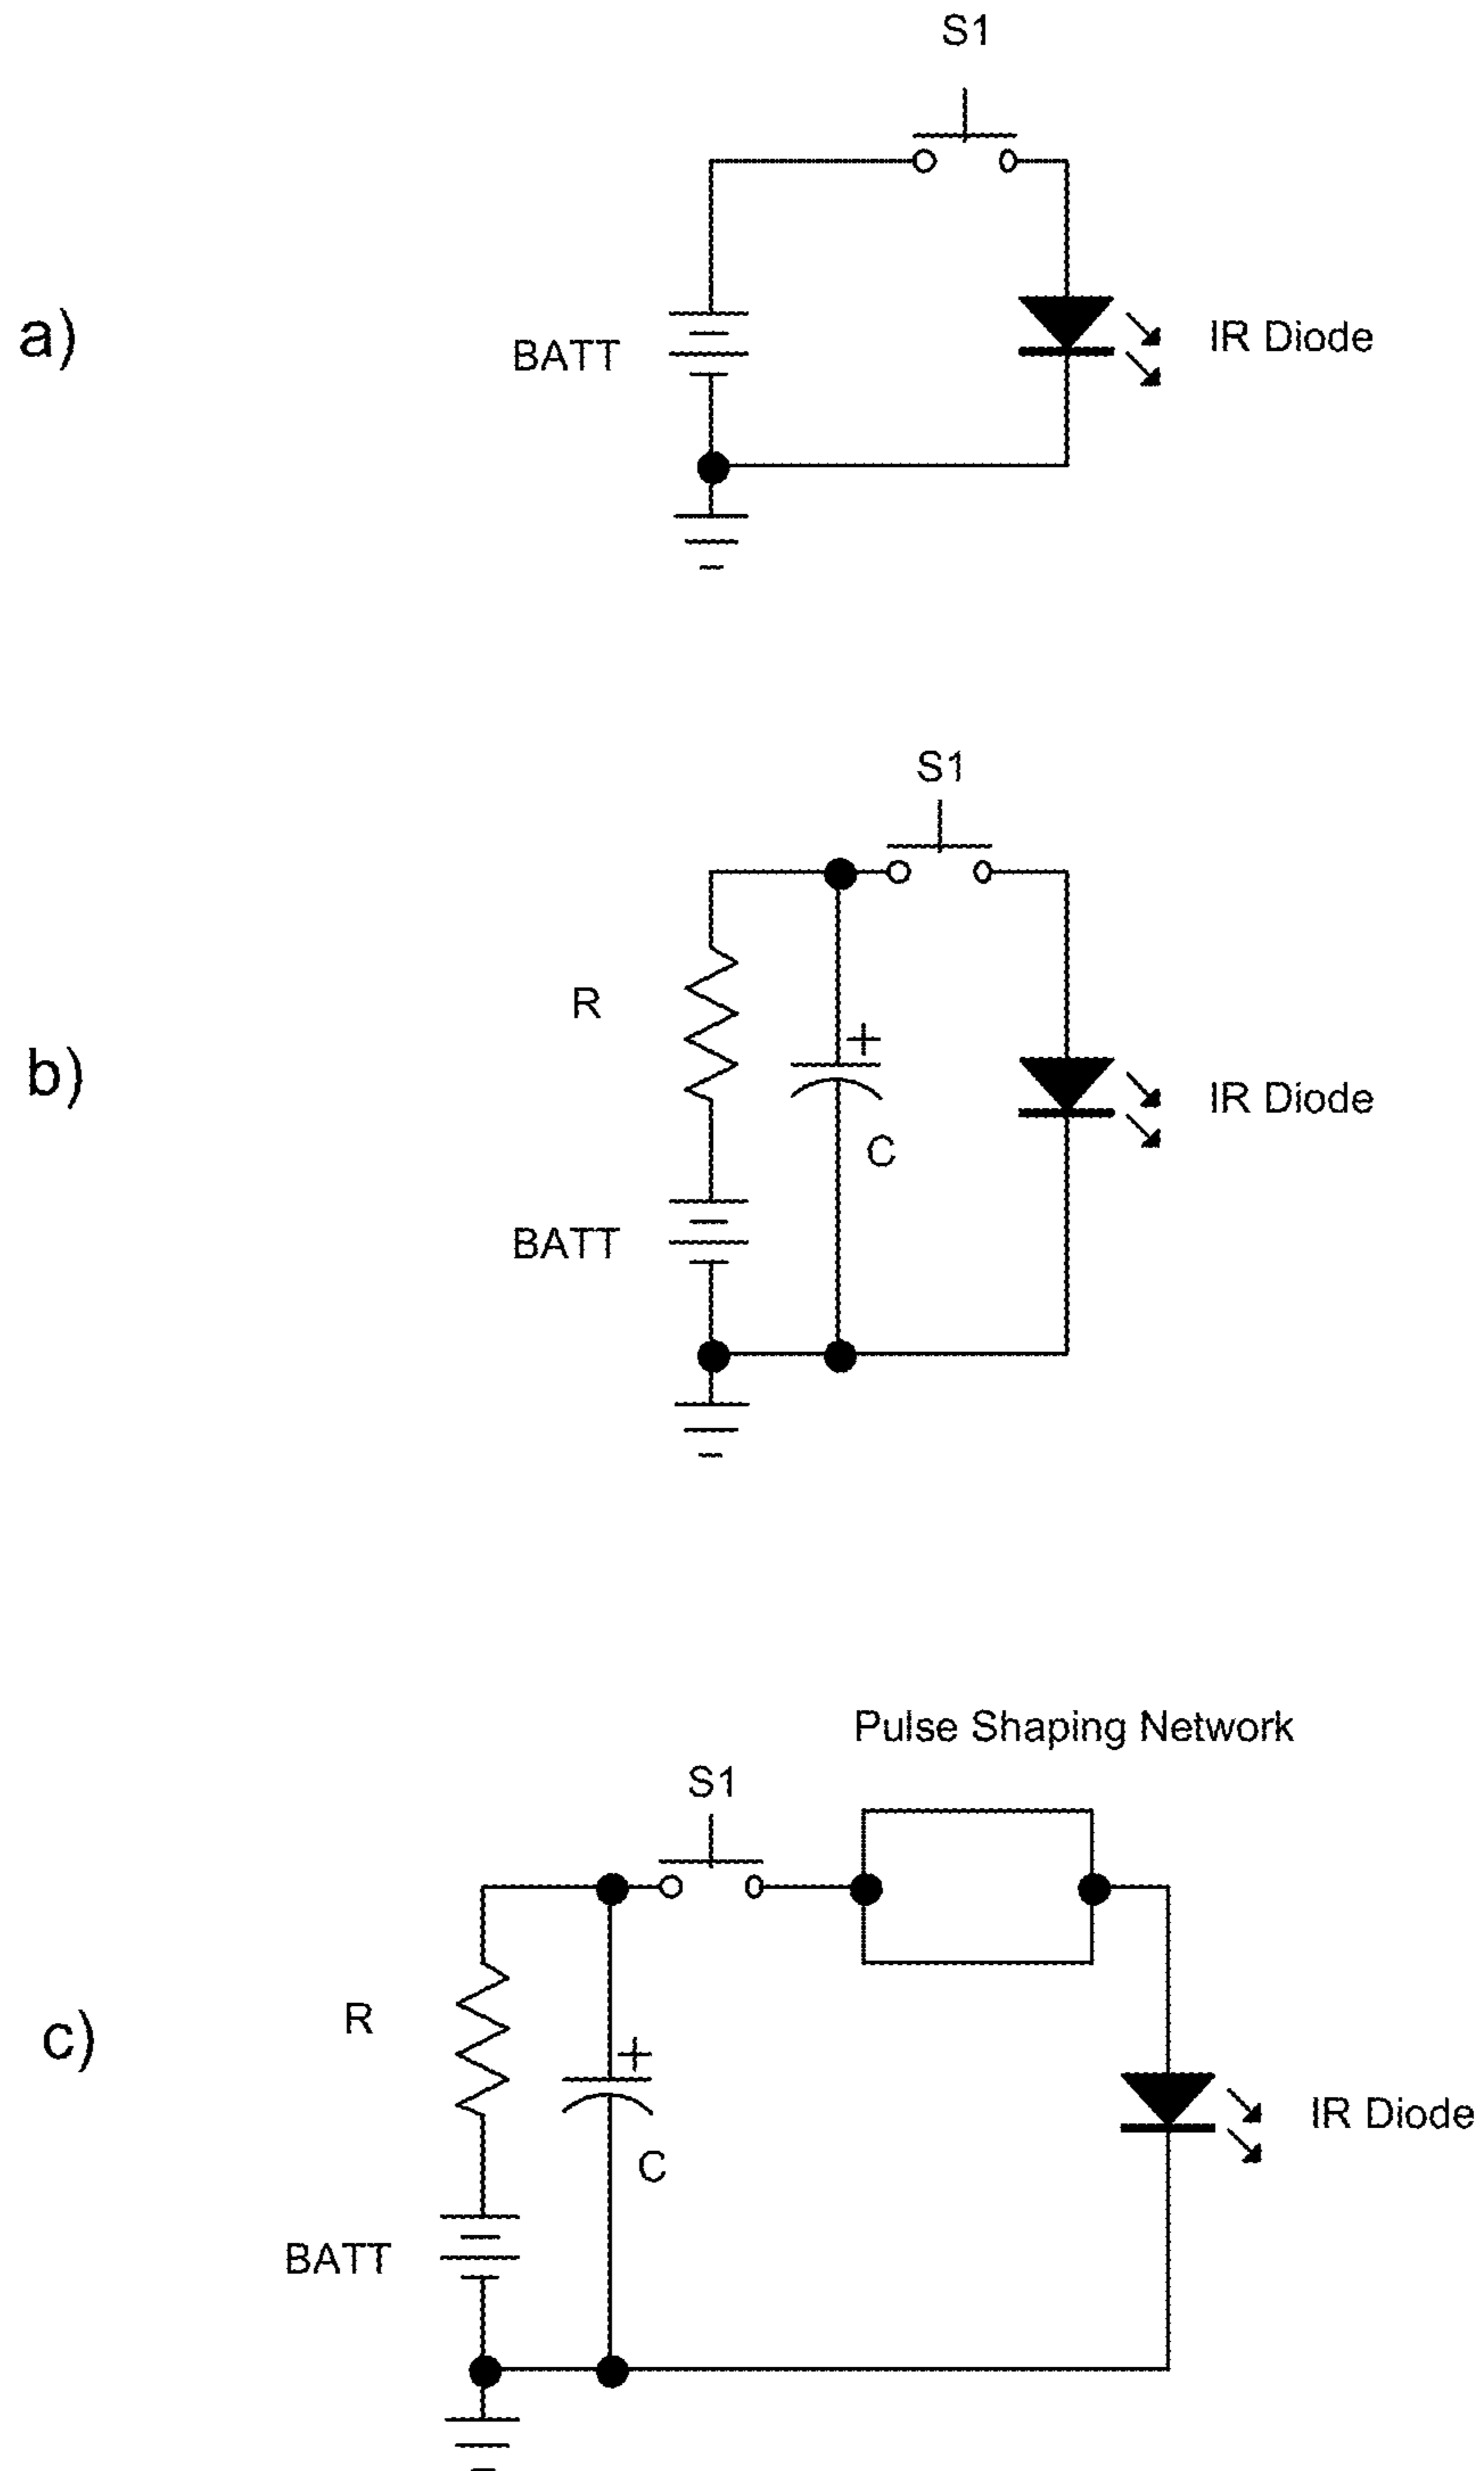 S1
a)
BATT
IR Diode
S1
R
+
b)
IR Diode
C
BATT
Pulse Shaping Network
S1
R
+
c)
IR Diode
C
BATT